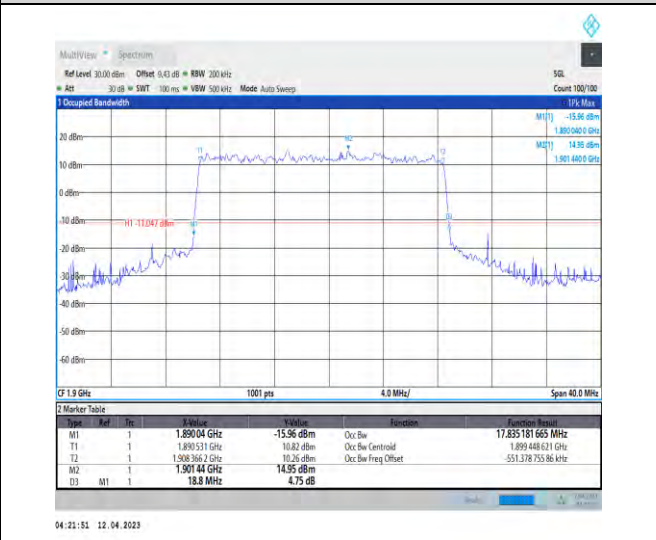 MultiView Spectrum
Ref Level 30.00 dBm Offset 9.43 dB RBW 200 kHz SGL
Att 30 dB SWT 100 ms VBW 500 kHz Mode Auto Sweep Count 100/100
1 Occupied Bandwidth 1Pk Max
M1[1] -15.96 dBm
1.890 040 0 GHz
M2[1] 14.95 dBm
1.901 440 0 GHz
20 dBm
T1 M2 T2
10 dBm
0 dBm
-10 dBm H1 -11.047 dBm M1 D3
-20 dBm
-30 dBm
-40 dBm
-50 dBm
-60 dBm
CF 1.9 GHz 1001 pts 4.0 MHz/ Span 40.0 MHz
2 Marker Table
Type Ref Trc X-Value Y-Value Function Function Result
M1 1 1.890 04 GHz -15.96 dBm Occ Bw 17.835 181 665 MHz
T1 1 1.890 531 GHz 10.82 dBm Occ Bw Centroid 1.899 448 621 GHz
T2 1 1.908 366 2 GHz 10.26 dBm Occ Bw Freq Offset -551.378 755 86 kHz
M2 1 1.901 44 GHz 14.95 dBm
D3 M1 1 18.8 MHz 4.75 dB
04:21:51 12.04.2023